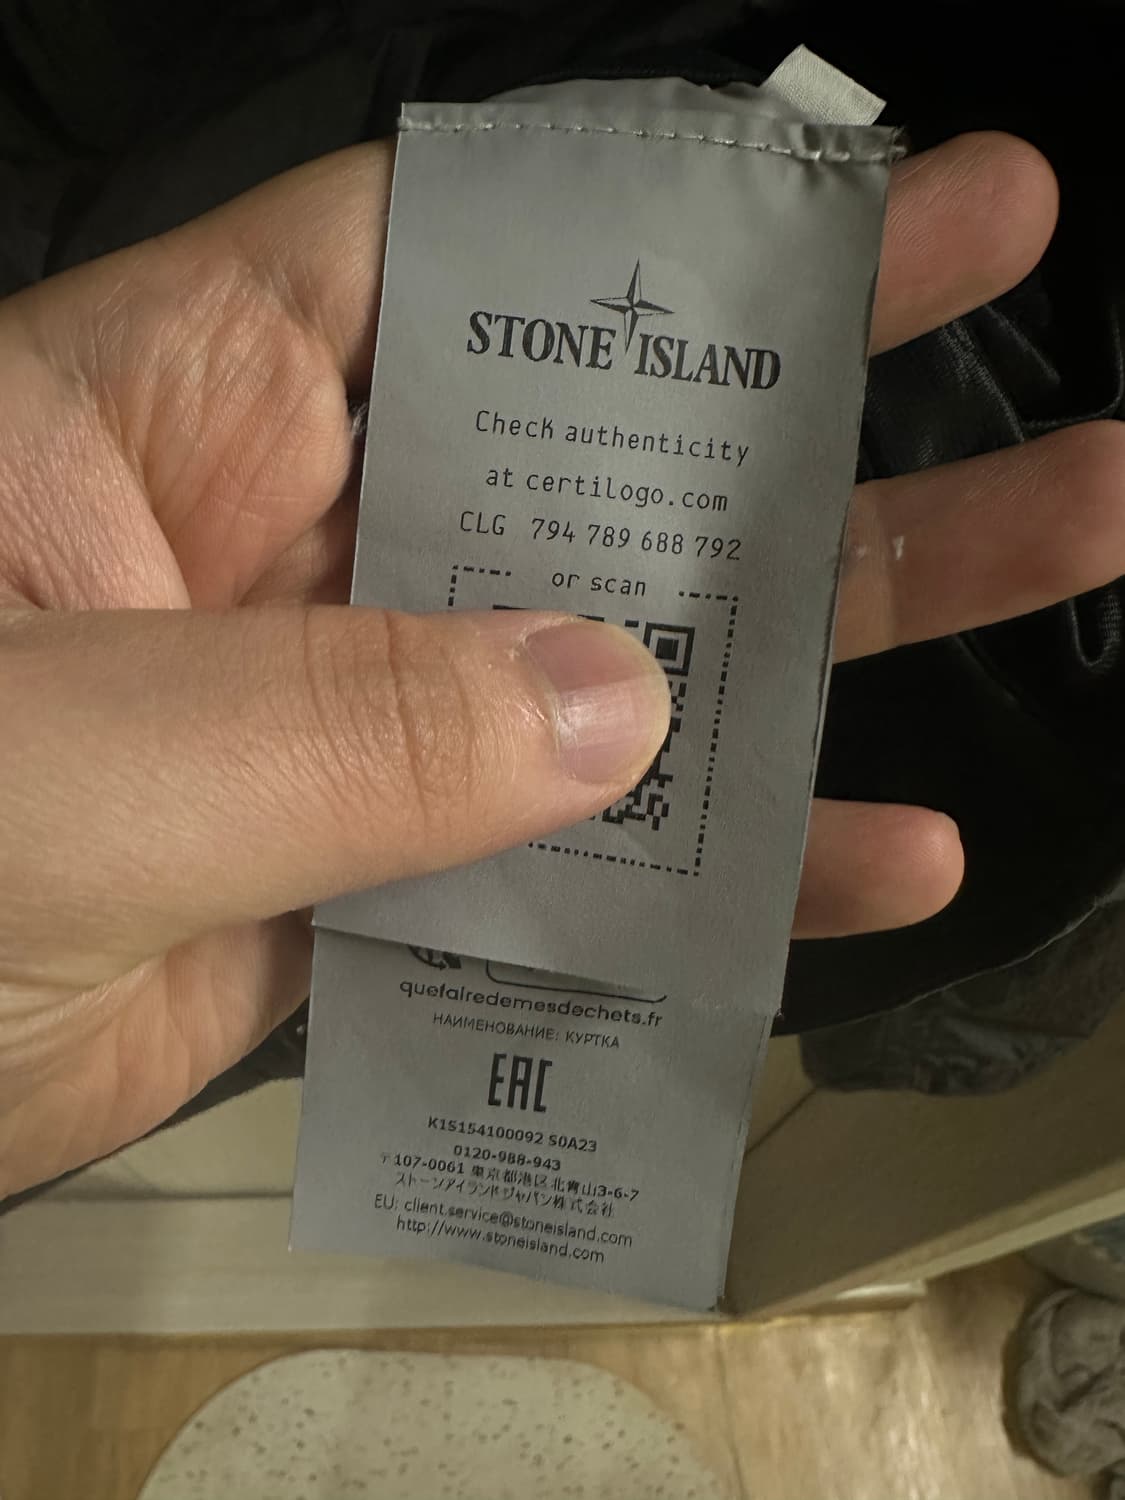 STONE ISLAND
Check authenticity
at certilogo.com
CLG 794 789 688 792
or scan
quefairedemesdechets.fr
НАИМЕНОВАНИЕ: КУРТКА
EAC
K1S154100092 S0A23
0120-988-943
〒107-0061 東京都港区北青山3-6-7
ストーンアイランドジャパン株式会社
EU: client.service@stoneisland.com
http://www.stoneisland.com